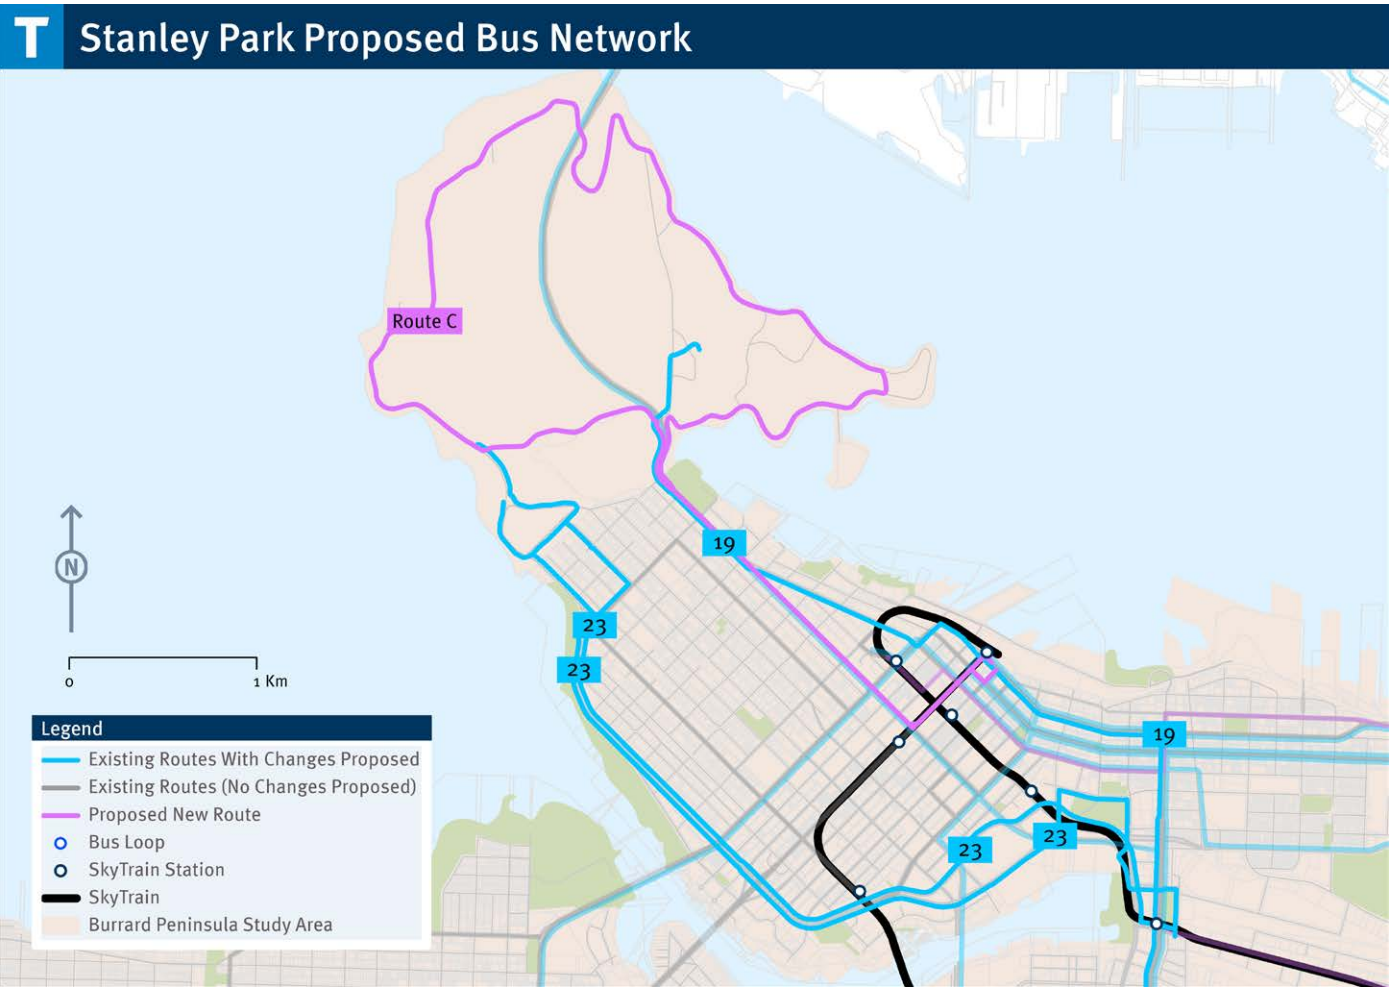 T Stanley Park Proposed Bus Network
Route C
19
23
23
N
0 1 Km
19
23
23
Legend
Existing Routes With Changes Proposed
Existing Routes (No Changes Proposed)
Proposed New Route
Bus Loop
SkyTrain Station
SkyTrain
Burrard Peninsula Study Area